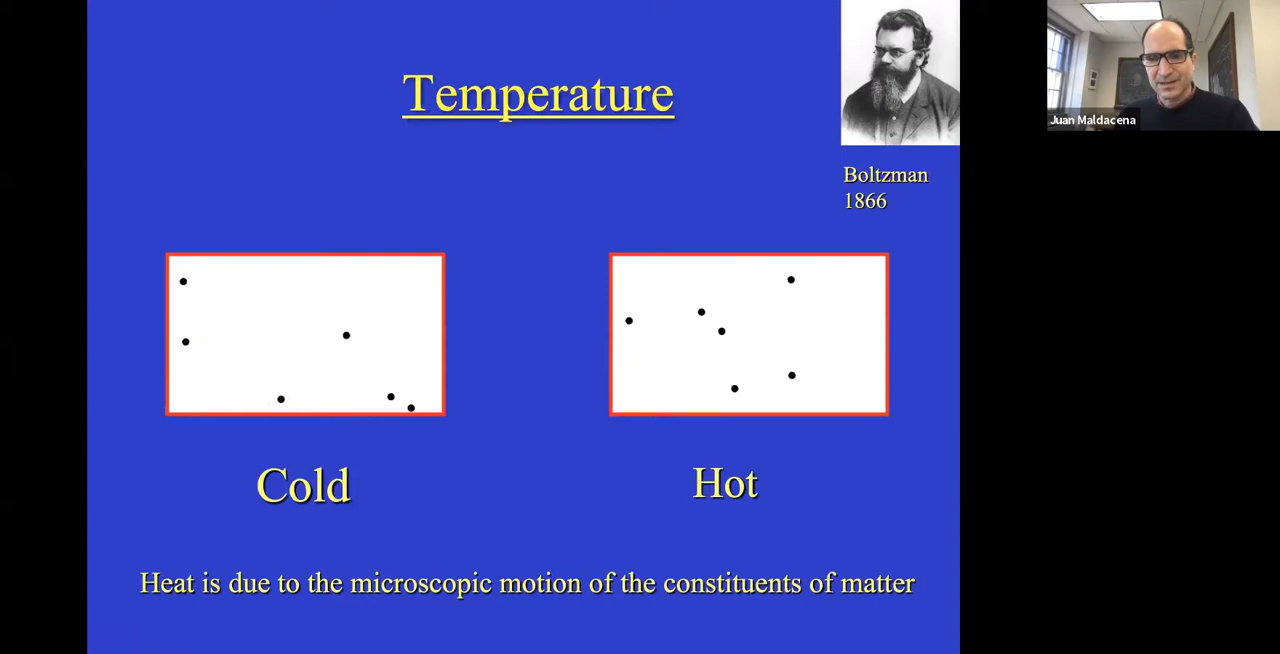 Temperature
Juan Maldacena
Boltzman
1866
Cold
Hot
Heat is due to the microscopic motion of the constituents of matter